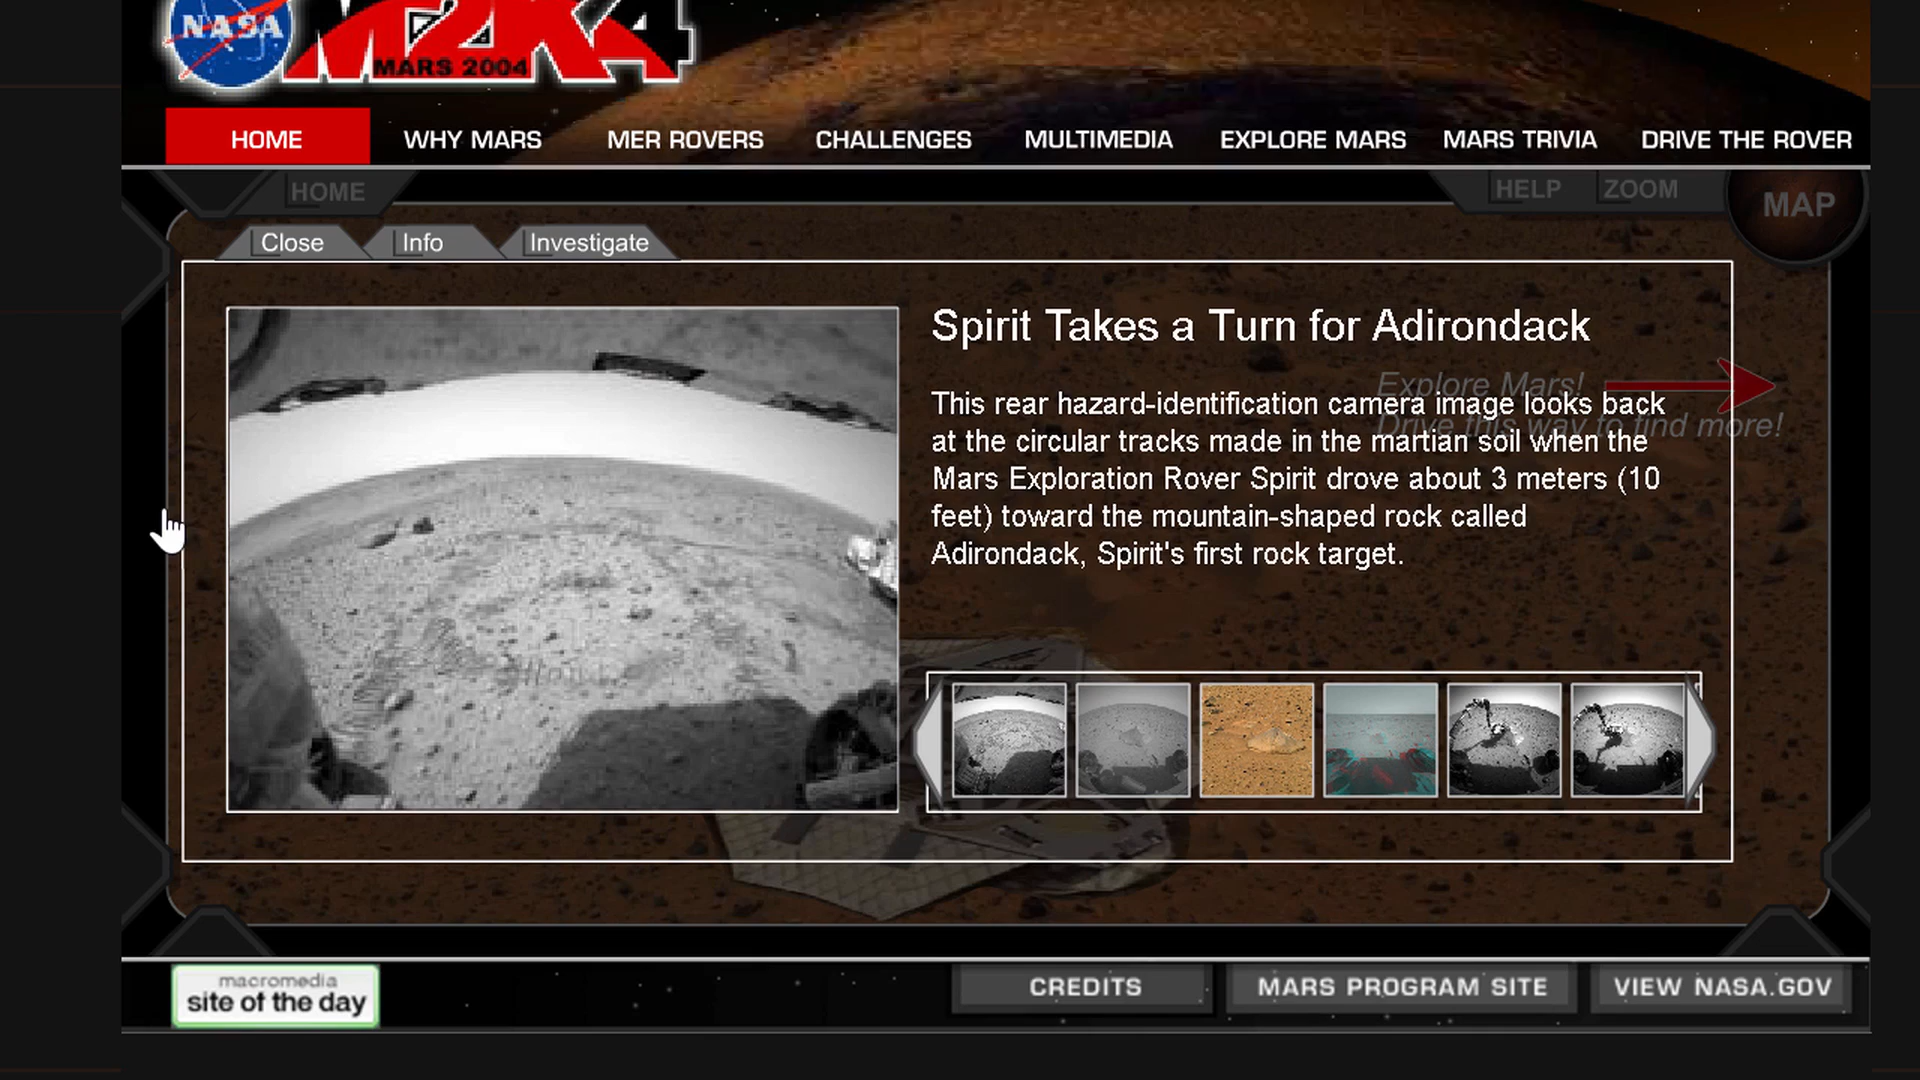 NASA
M2K4
MARS 2004
HOME
WHY MARS
MER ROVERS
CHALLENGES
MULTIMEDIA
EXPLORE MARS
MARS TRIVIA
DRIVE THE ROVER
HOME
HELP
ZOOM
MAP
Close
Info
Investigate
Spirit Takes a Turn for Adirondack
Explore Mars!
Drive this way to find more!
This rear hazard-identification camera image looks back
at the circular tracks made in the martian soil when the
Mars Exploration Rover Spirit drove about 3 meters (10
feet) toward the mountain-shaped rock called
Adirondack, Spirit's first rock target.
macromedia
site of the day
CREDITS
MARS PROGRAM SITE
VIEW NASA.GOV